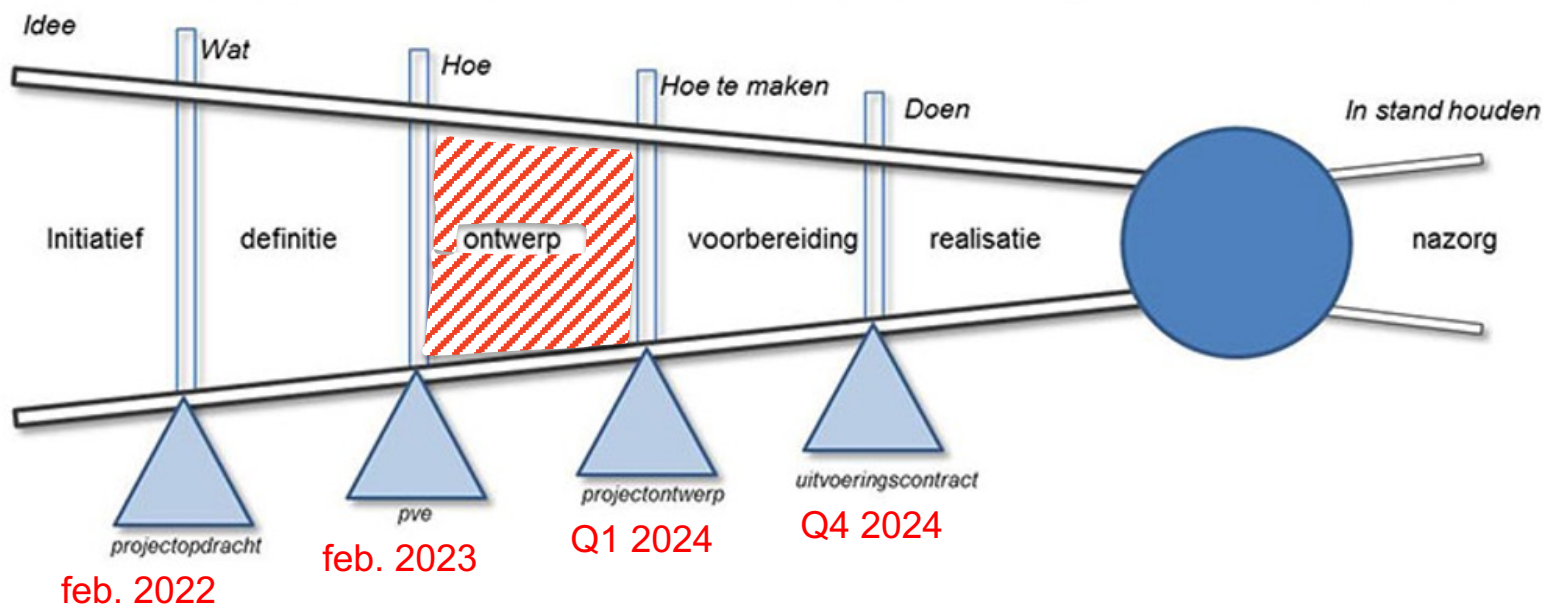 Idee
Wat
Hoe
Hoe te maken
Doen
In stand houden
Initiatief
definitie
ontwerp
voorbereiding
realisatie
nazorg
projectopdracht
pve
projectontwerp
uitvoeringscontract
feb. 2022
feb. 2023
Q1 2024
Q4 2024